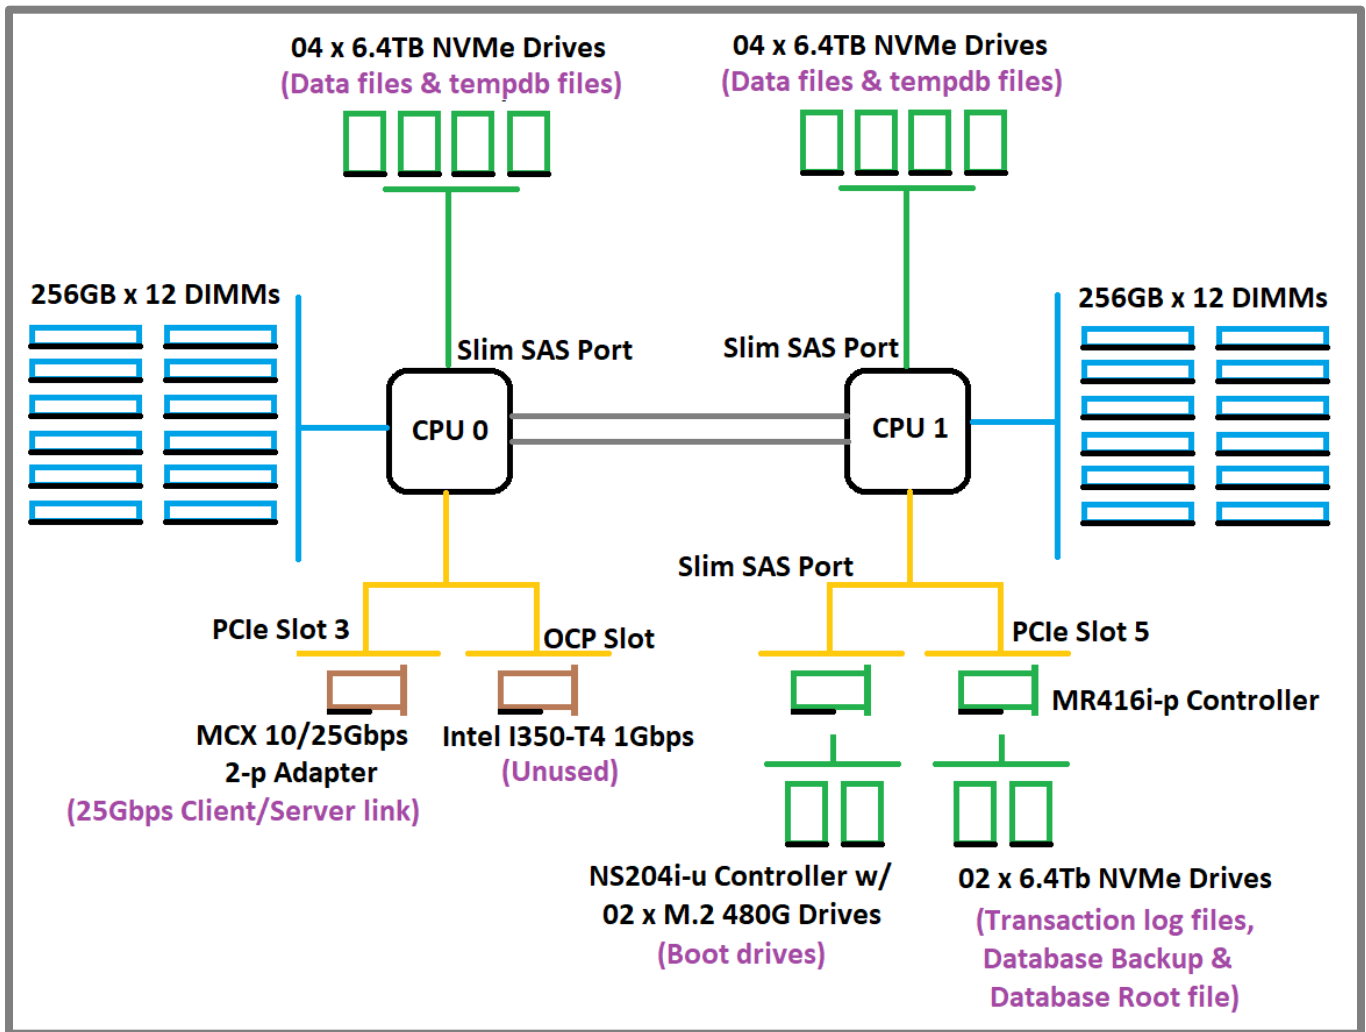 04 x 6.4TB NVMe Drives
(Data files & tempdb files)
04 x 6.4TB NVMe Drives
(Data files & tempdb files)
256GB x 12 DIMMs
256GB x 12 DIMMs
Slim SAS Port
Slim SAS Port
CPU 0
CPU 1
Slim SAS Port
PCIe Slot 3
OCP Slot
PCIe Slot 5
MCX 10/25Gbps
2-p Adapter
(25Gbps Client/Server link)
Intel I350-T4 1Gbps
(Unused)
MR416i-p Controller
NS204i-u Controller w/
02 x M.2 480G Drives
(Boot drives)
02 x 6.4Tb NVMe Drives
(Transaction log files,
Database Backup &
Database Root file)